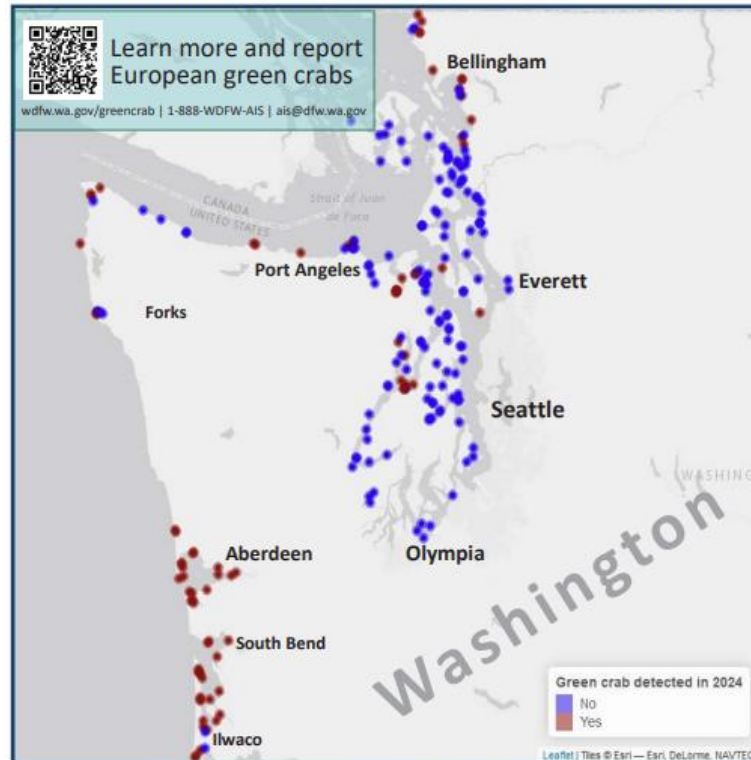 Learn more and report
European green crabs
wdfw.wa.gov/greencrab | 1-888-WDFW-AIS | ais@dfw.wa.gov
Bellingham
CANADA
UNITED STATES
Strait of Juan
de Fuca
Port Angeles
Everett
Forks
Seattle
WASHINGTON
Aberdeen
Olympia
Washington
South Bend
Ilwaco
Green crab detected in 2024
No
Yes
Leaflet | Tiles © Esri — Esri, DeLorme, NAVTEQ